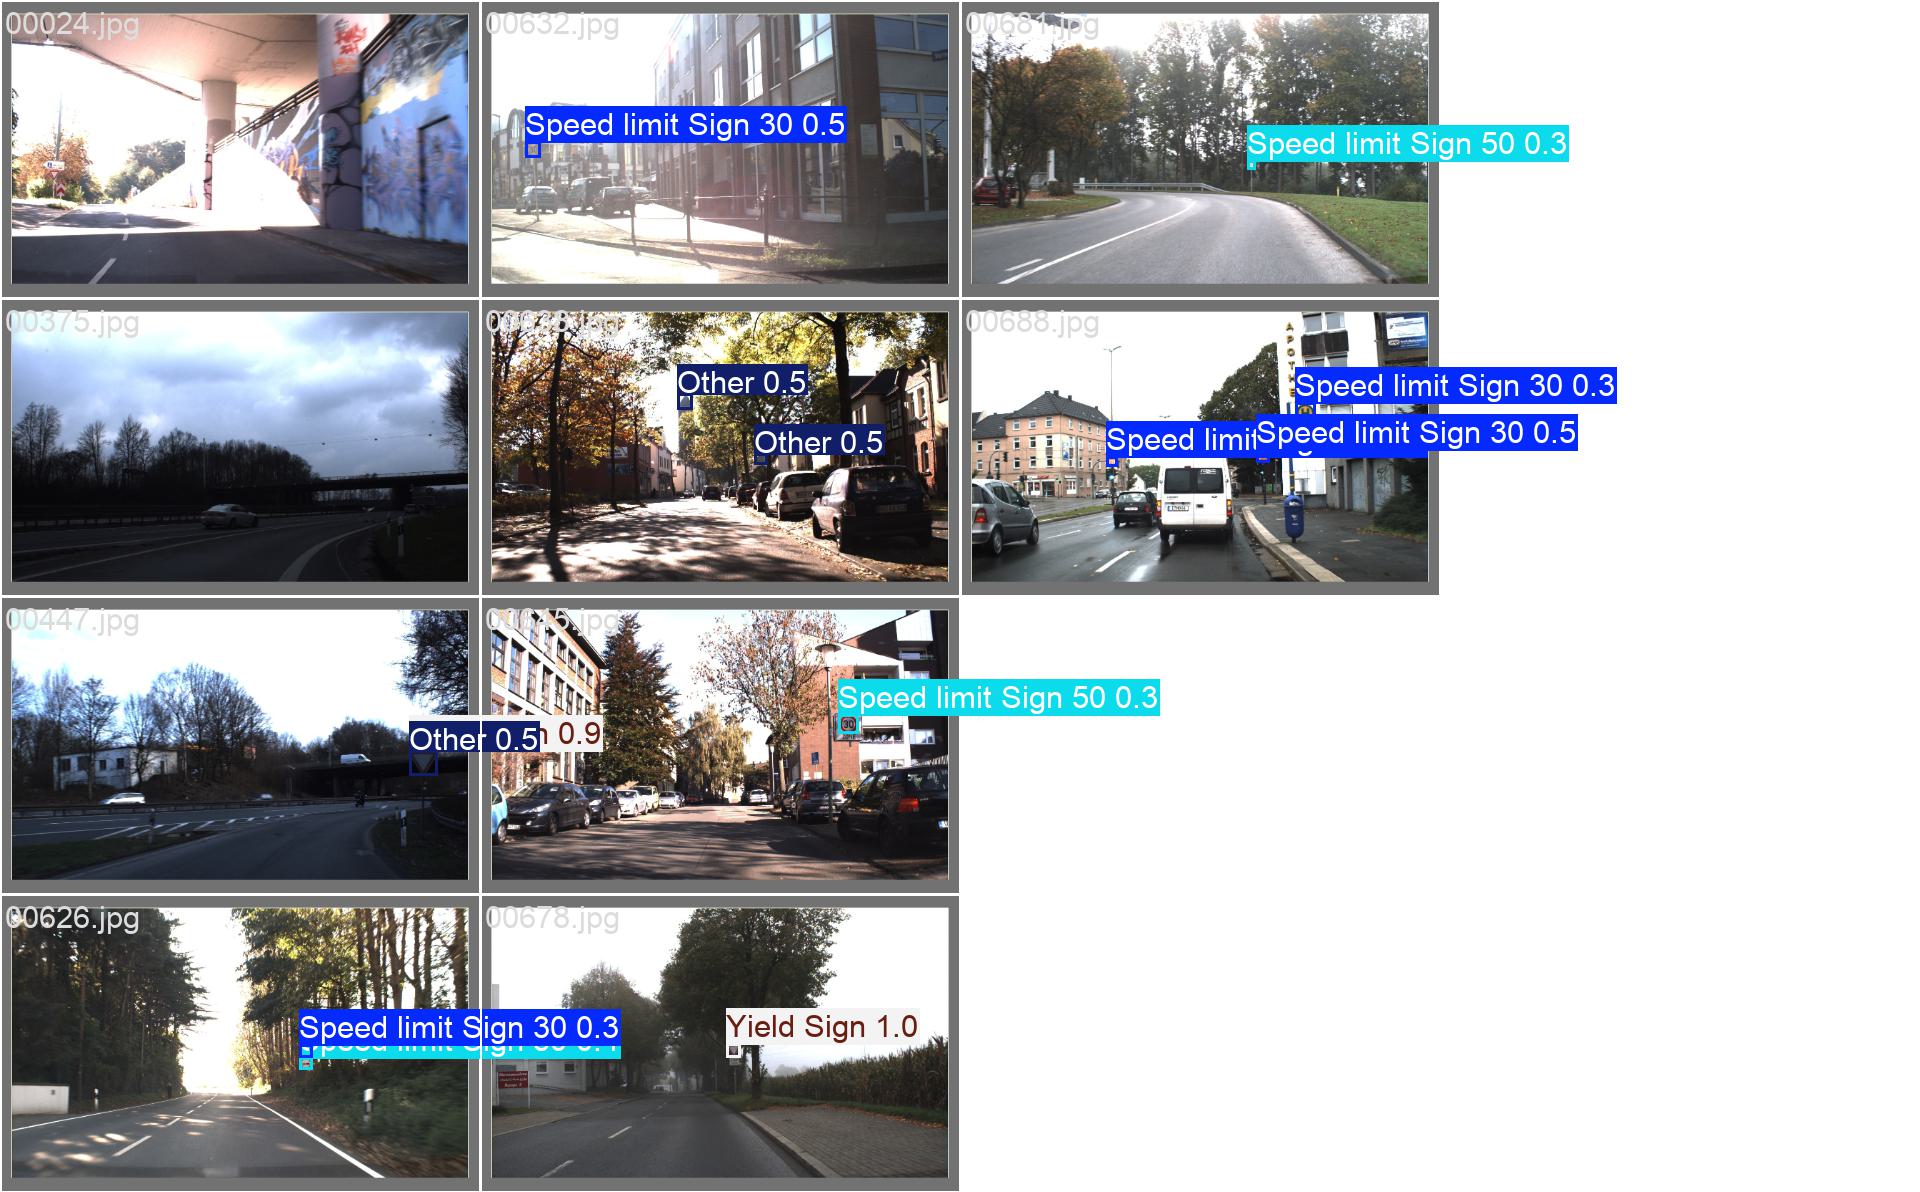 00024.jpg
00632.jpg
Speed limit Sign 30 0.5
00681.jpg
Speed limit Sign 50 0.3
00375.jpg
Other 0.5
Other 0.5
00688.jpg
APOTHE
Speed limit Sign 30 0.3
Speed limit
Speed limit Sign 30 0.5
00447.jpg
Other 0.5
n 0.9
Speed limit Sign 50 0.3
30
00626.jpg
Speed limit Sign 30 0.3
00678.jpg
Yield Sign 1.0